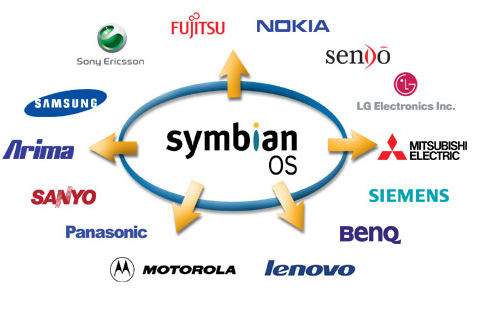 FUJITSU
NOKIA
Sony Ericsson
sendo
LG Electronics Inc.
SAMSUNG
symbian
OS
Arima
MITSUBISHI
ELECTRIC
SANYO
SIEMENS
Panasonic
BENQ
MOTOROLA
lenovo